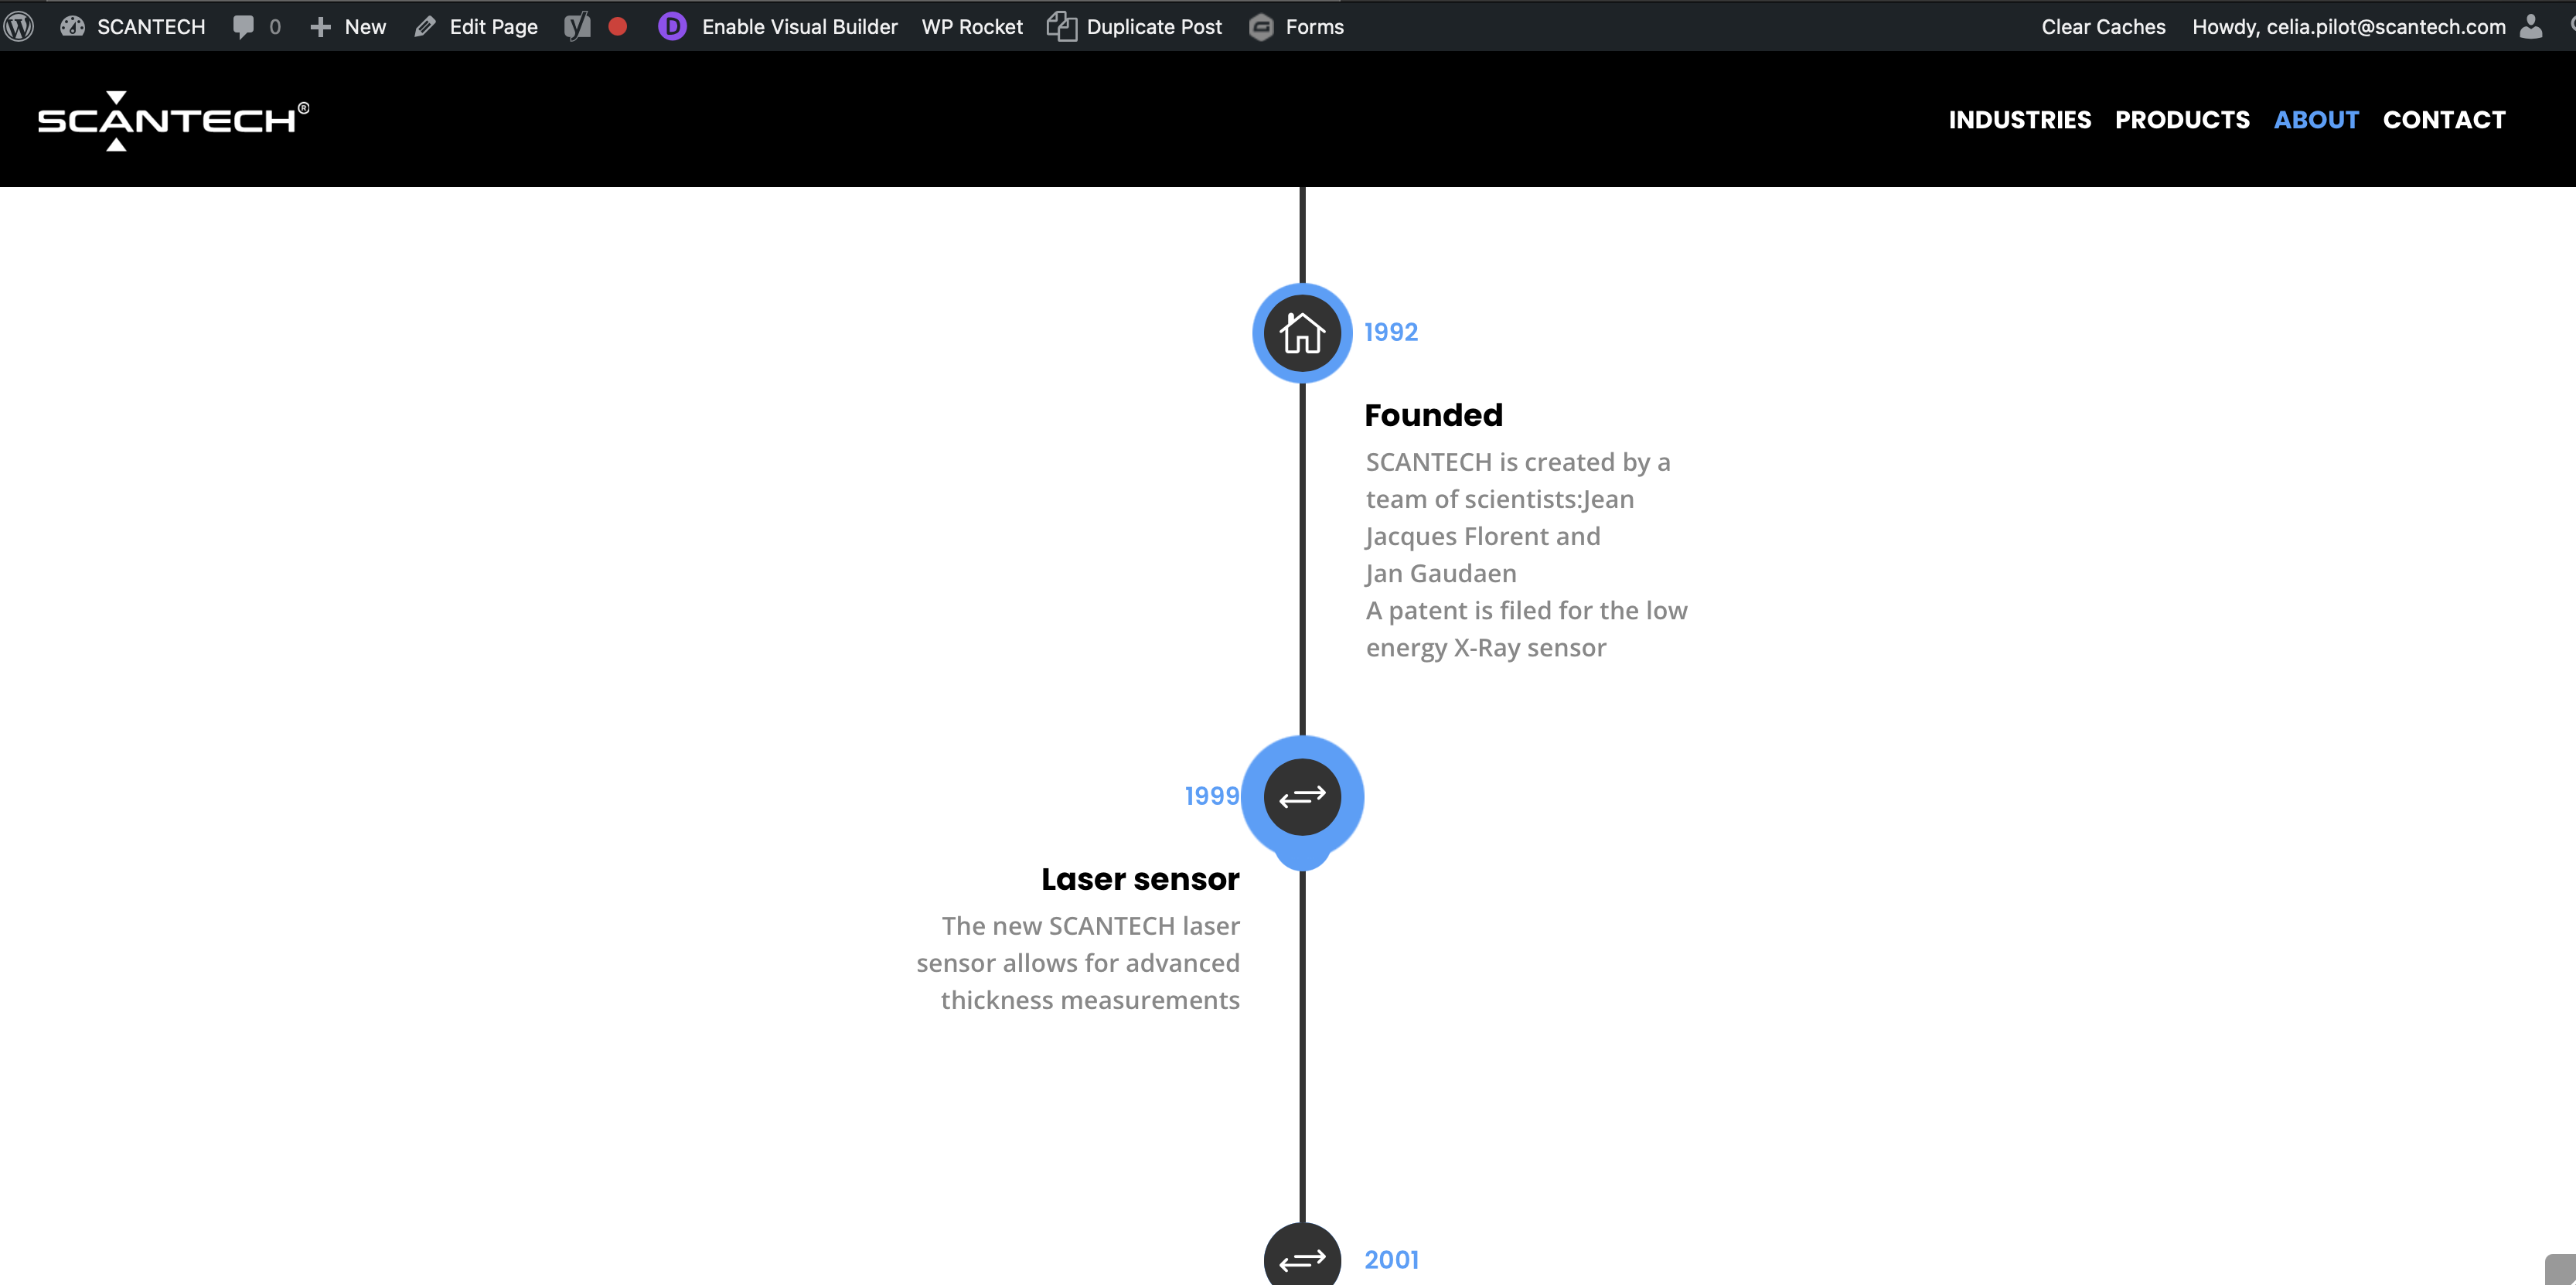 SCANTECH 0 New Edit Page Enable Visual Builder WP Rocket Duplicate Post Forms Clear Caches Howdy, celia.pilot@scantech.com
SCANTECH® INDUSTRIES PRODUCTS ABOUT CONTACT
1992
Founded
SCANTECH is created by a
team of scientists:Jean
Jacques Florent and
Jan Gaudaen
A patent is filed for the low
energy X-Ray sensor
1999
Laser sensor
The new SCANTECH laser
sensor allows for advanced
thickness measurements
2001